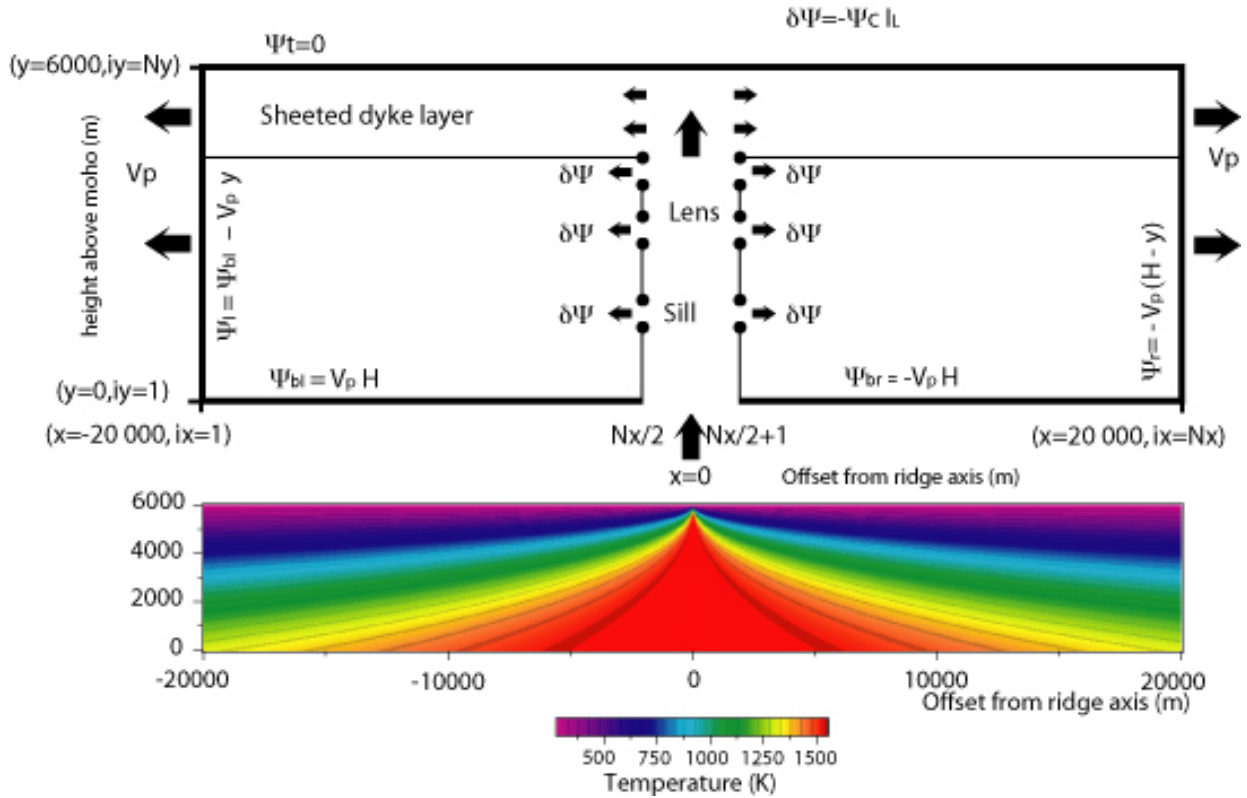 δΨ=-Ψc IL
Ψt=0
(y=6000,iy=Ny)
Sheeted dyke layer
Vp
Vp
height above moho (m)
Ψl = Ψbl - Vp y
δΨ
δΨ
Lens
δΨ
δΨ
δΨ
Sill
δΨ
Ψr= - Vp (H - y)
Ψbl = Vp H
Ψbr = -Vp H
(y=0,iy=1)
(x=-20 000, ix=1)
Nx/2
Nx/2+1
(x=20 000, ix=Nx)
x=0
Offset from ridge axis (m)
6000
4000
2000
0
-20000
-10000
0
10000
20000
Offset from ridge axis (m)
500 750 1000 1250 1500
Temperature (K)